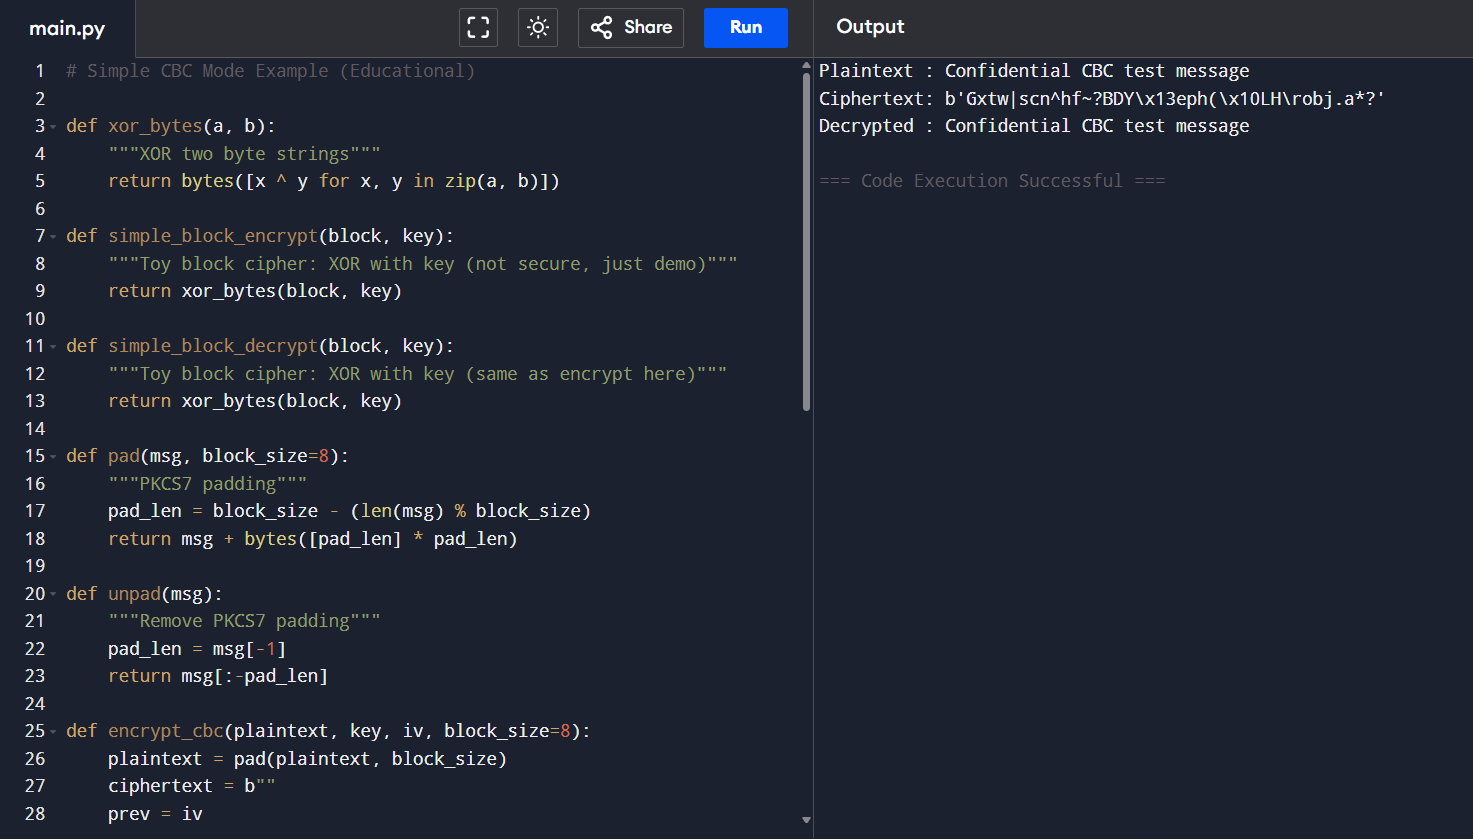 main.py
Share
Run
Output
1 # Simple CBC Mode Example (Educational)
2
3 def xor_bytes(a, b):
4     """XOR two byte strings"""
5     return bytes([x ^ y for x, y in zip(a, b)])
6
7 def simple_block_encrypt(block, key):
8     """Toy block cipher: XOR with key (not secure, just demo)"""
9     return xor_bytes(block, key)
10
11 def simple_block_decrypt(block, key):
12     """Toy block cipher: XOR with key (same as encrypt here)"""
13     return xor_bytes(block, key)
14
15 def pad(msg, block_size=8):
16     """PKCS7 padding"""
17     pad_len = block_size - (len(msg) % block_size)
18     return msg + bytes([pad_len] * pad_len)
19
20 def unpad(msg):
21     """Remove PKCS7 padding"""
22     pad_len = msg[-1]
23     return msg[:-pad_len]
24
25 def encrypt_cbc(plaintext, key, iv, block_size=8):
26     plaintext = pad(plaintext, block_size)
27     ciphertext = b""
28     prev = iv
Plaintext : Confidential CBC test message
Ciphertext: b'Gxtw|scn^hf~?BDY\x13eph(\x10LH\robj.a*?'
Decrypted : Confidential CBC test message
=== Code Execution Successful ===